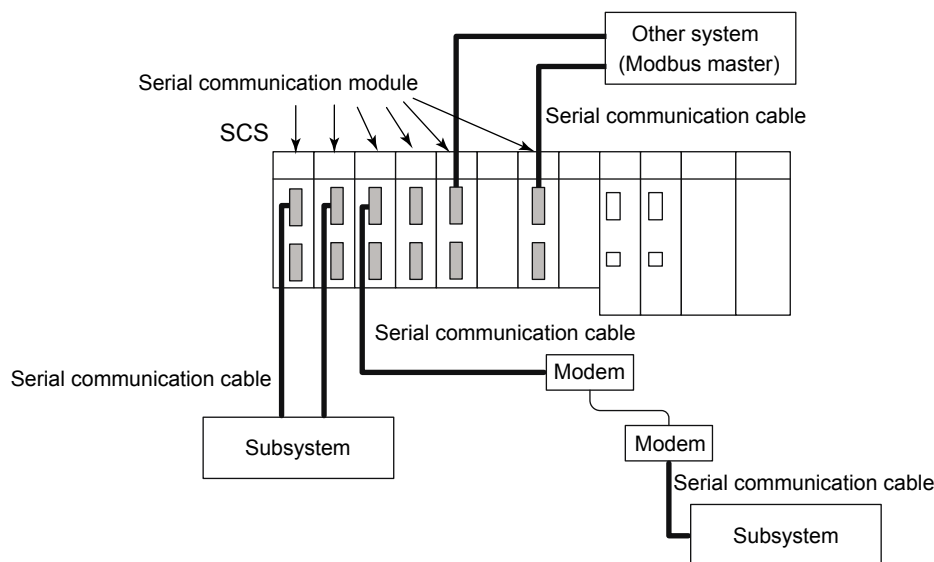 Other system
(Modbus master)
Serial communication module
Serial communication cable
SCS
Serial communication cable
Modem
Serial communication cable
Subsystem
Modem
Serial communication cable
Subsystem